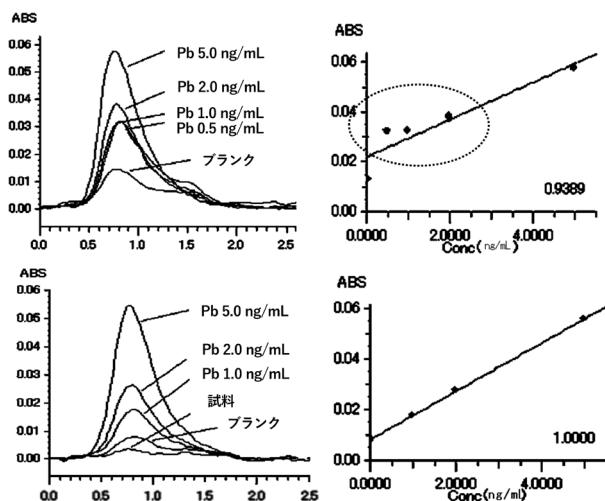 ABS
0.06
0.05
0.04
0.03
0.02
0.01
0.00
Pb 5.0 ng/mL
Pb 2.0 ng/mL
Pb 1.0 ng/mL
Pb 0.5 ng/mL
ブランク
0.0 0.5 1.0 1.5 2.0 2.5
ABS
0.06
0.04
0.02
0.00
0.9389
0.0000 2.0000 4.0000
Conc(ng/mL)
ABS
0.06
0.05
0.04
0.03
0.02
0.01
0.00
Pb 5.0 ng/mL
Pb 2.0 ng/mL
Pb 1.0 ng/mL
試料
ブランク
0.0 0.5 1.0 1.5 2.0 2.5
ABS
0.06
0.04
0.02
0.00
1.0000
0.0000 2.0000 4.0000
Conc(ng/mL)